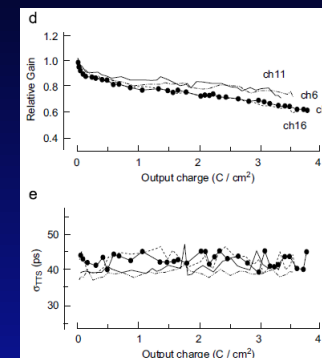 d
Relative Gain
1.2
1.0
0.8
0.6
0.4
ch11
ch6
c
ch16
0 1 2 3 4
Output charge (C / cm²)
e
σTTS (ps)
50
40
30
0 1 2 3 4
Output charge (C / cm²)